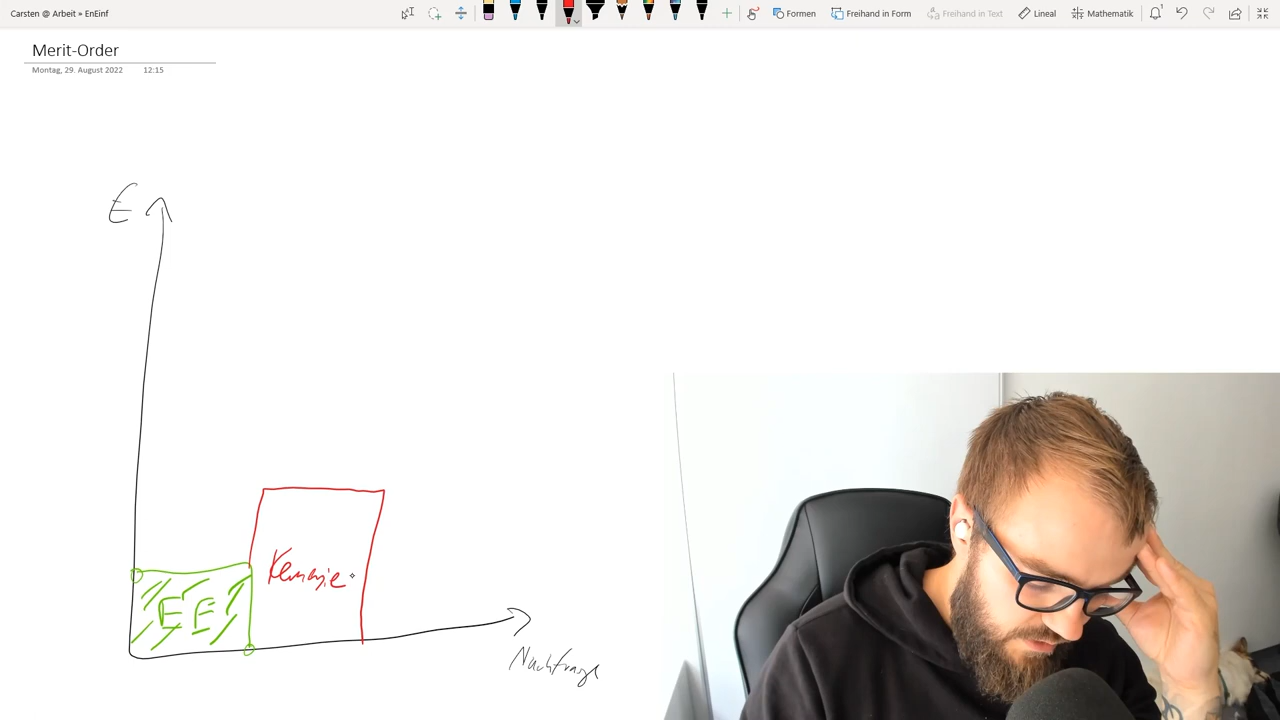 Carsten @ Arbeit » EnEinf
Formen
Freihand in Form
Freihand in Text
Lineal
Mathematik
Merit-Order
Montag, 29. August 2022 12:15
E
EE
Nachfrage